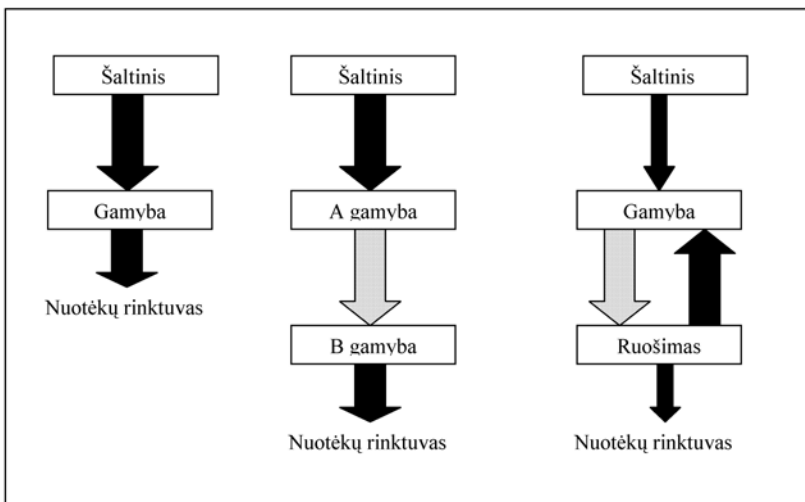 Šaltinis
Gamyba
Nuotėkų rinktuvas
Šaltinis
A gamyba
B gamyba
Nuotėkų rinktuvas
Šaltinis
Gamyba
Ruošimas
Nuotėkų rinktuvas